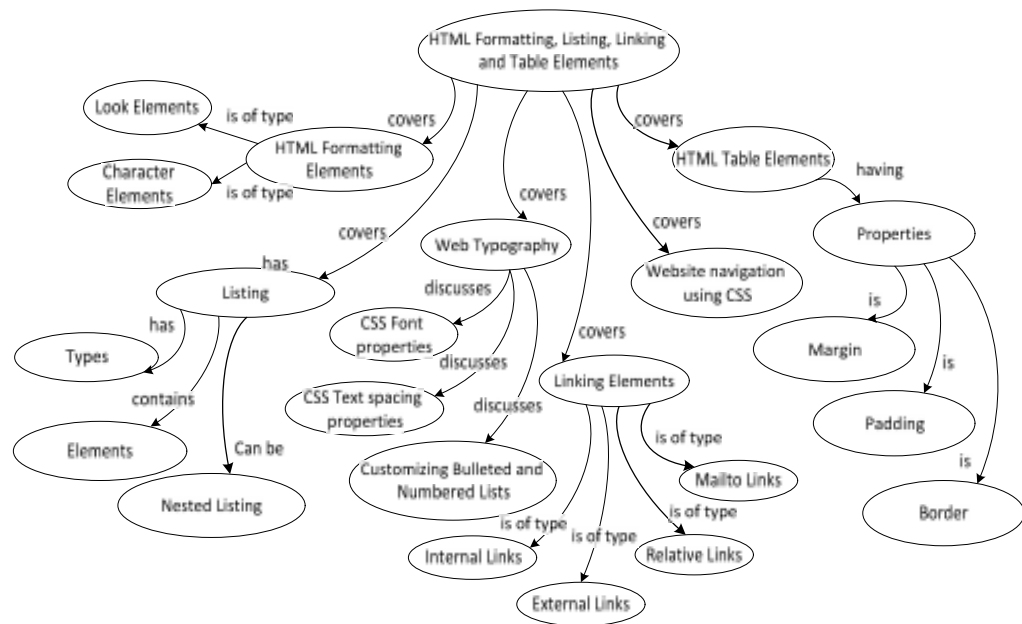 HTML Formatting, Listing, Linking
and Table Elements
Look Elements
is of type
covers
covers
HTML Formatting
Elements
HTML Table Elements
Character
Elements
is of type
having
covers
covers
covers
Properties
Web Typography
has
Listing
discusses
Website navigation
using CSS
is
has
CSS Font
properties
covers
Types
discusses
Margin
is
Linking Elements
contains
CSS Text spacing
properties
discusses
Padding
Elements
Can be
is of type
is
Customizing Bulleted and
Numbered Lists
Mailto Links
Nested Listing
is of type
is of type
is of type
Border
Internal Links
Relative Links
External Links